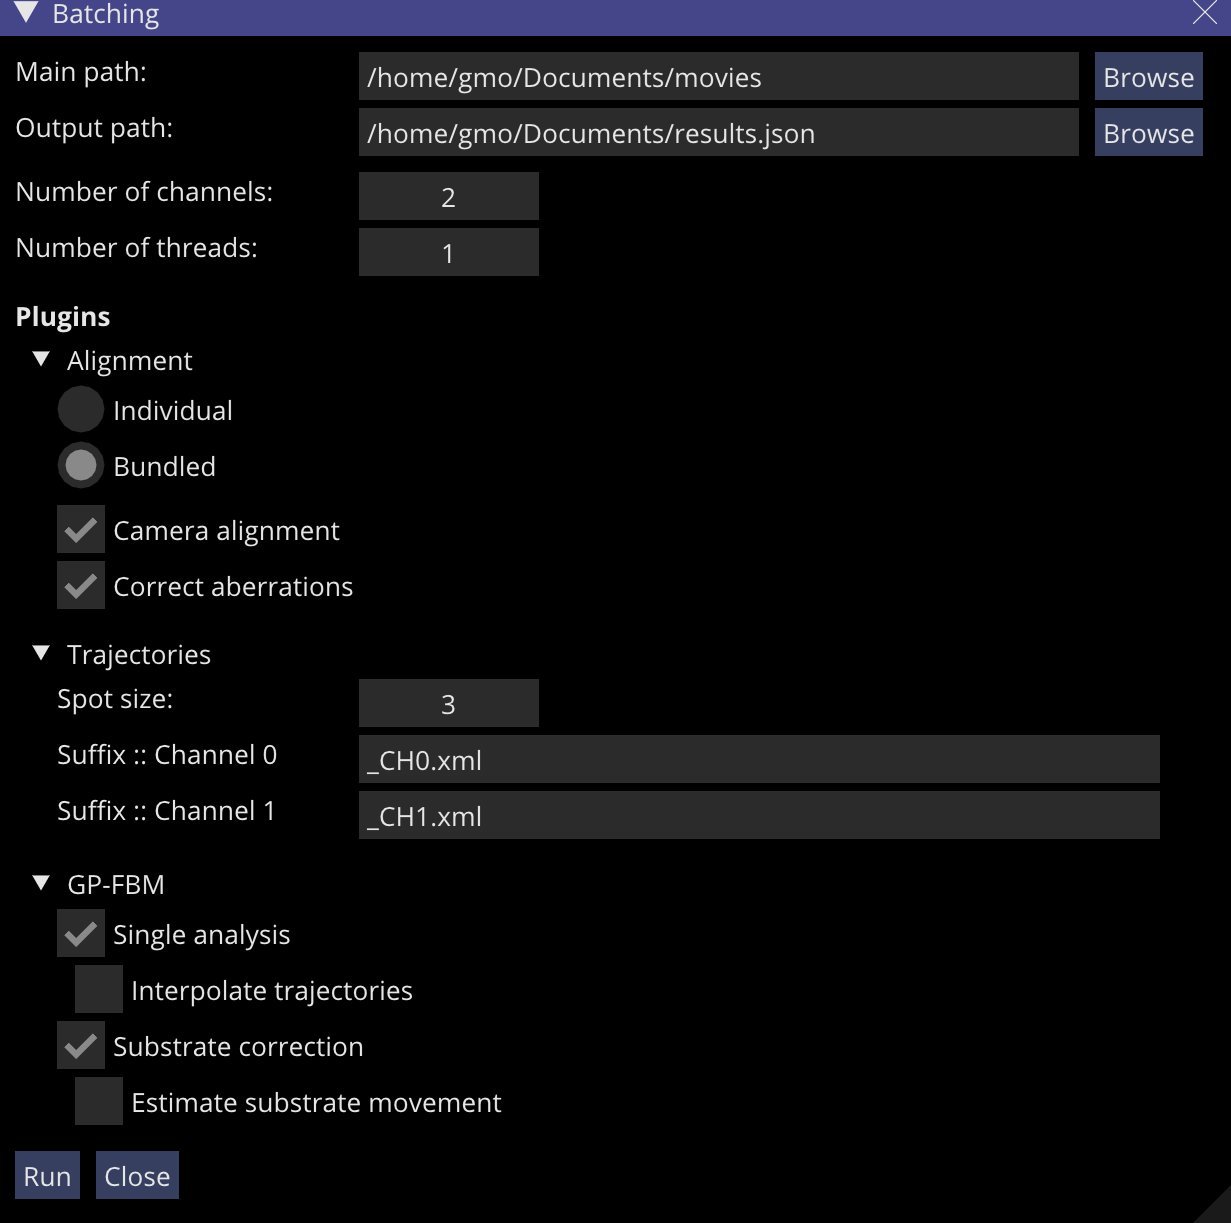 Batching
Main path: /home/gmo/Documents/movies Browse
Output path: /home/gmo/Documents/results.json Browse
Number of channels: 2
Number of threads: 1
Plugins
Alignment
Individual
Bundled
Camera alignment
Correct aberrations
Trajectories
Spot size: 3
Suffix :: Channel 0 _CH0.xml
Suffix :: Channel 1 _CH1.xml
GP-FBM
Single analysis
Interpolate trajectories
Substrate correction
Estimate substrate movement
Run Close